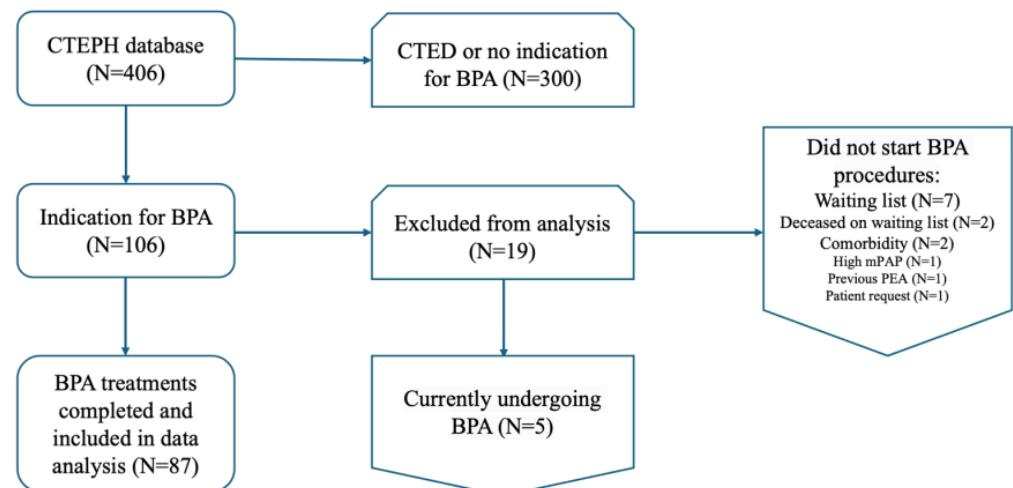 CTEPH database
(N=406)
CTED or no indication
for BPA (N=300)
Did not start BPA
procedures:
Waiting list (N=7)
Deceased on waiting list (N=2)
Comorbidity (N=2)
High mPAP (N=1)
Previous PEA (N=1)
Patient request (N=1)
Indication for BPA
(N=106)
Excluded from analysis
(N=19)
BPA treatments
completed and
included in data
analysis (N=87)
Currently undergoing
BPA (N=5)